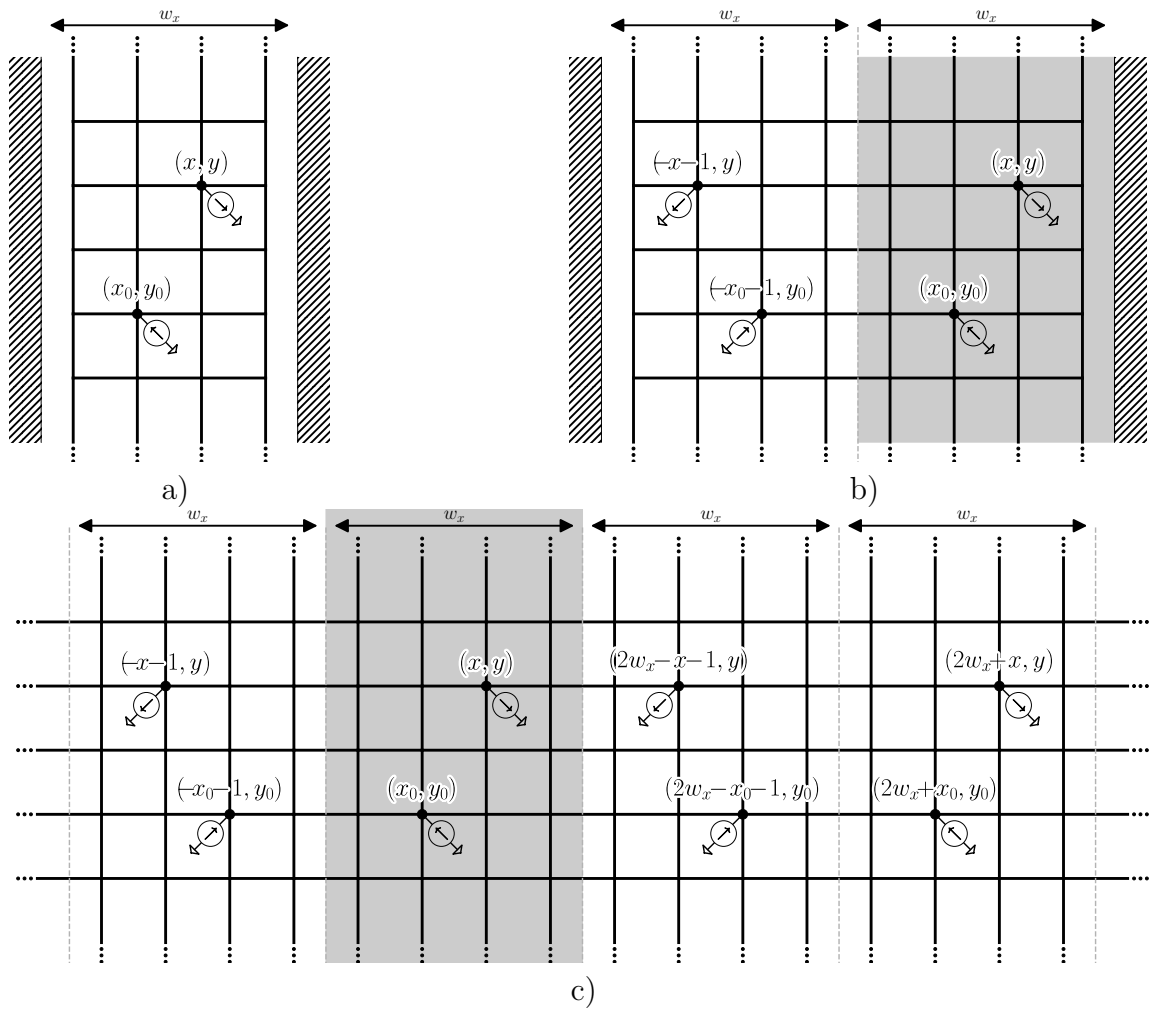 $w_x$
$w_x$ $w_x$
$(x, y)$
$(-x-1, y)$ $(x, y)$
$(x_0, y_0)$
$(-x_0-1, y_0)$ $(x_0, y_0)$
a)
b)
$w_x$ $w_x$ $w_x$ $w_x$
$(-x-1, y)$ $(x, y)$ $(2w_x-x-1, y)$ $(2w_x+x, y)$
$(-x_0-1, y_0)$ $(x_0, y_0)$ $(2w_x-x_0-1, y_0)$ $(2w_x+x_0, y_0)$
c)